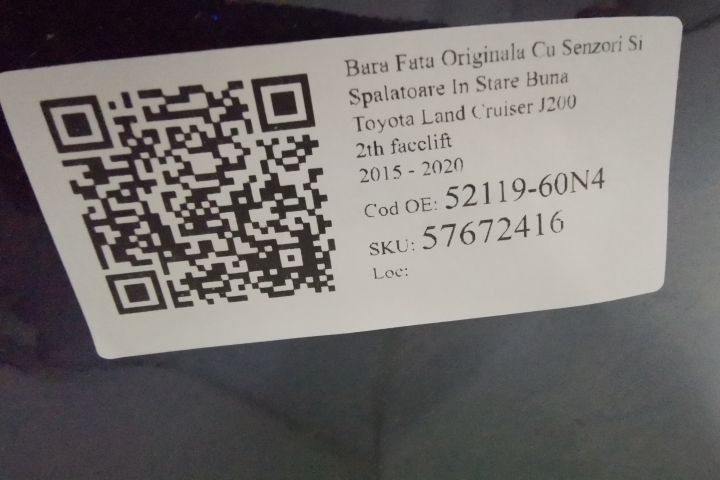 Bara Fata Originala Cu Senzori Si
Spalatoare In Stare Buna
Toyota Land Cruiser J200
2th facelift
2015 - 2020
Cod OE: 52119-60N4
SKU: 57672416
Loc: